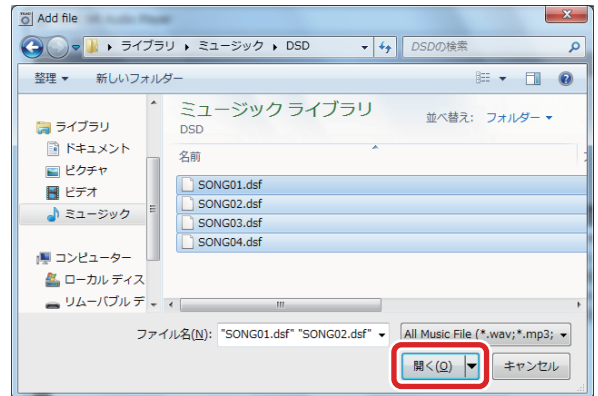 Add file
ライブラリ ▸ ミュージック ▸ DSD
DSDの検索
整理 新しいフォルダー
ミュージック ライブラリ
DSD
並べ替え: フォルダー
ライブラリ
ドキュメント
ピクチャ
ビデオ
ミュージック
コンピューター
ローカル ディス
リムーバブル デ
名前
SONG01.dsf
SONG02.dsf
SONG03.dsf
SONG04.dsf
ファイル名(N): "SONG01.dsf" "SONG02.dsf"
All Music File (*.wav;*.mp3;
開く(O)
キャンセル